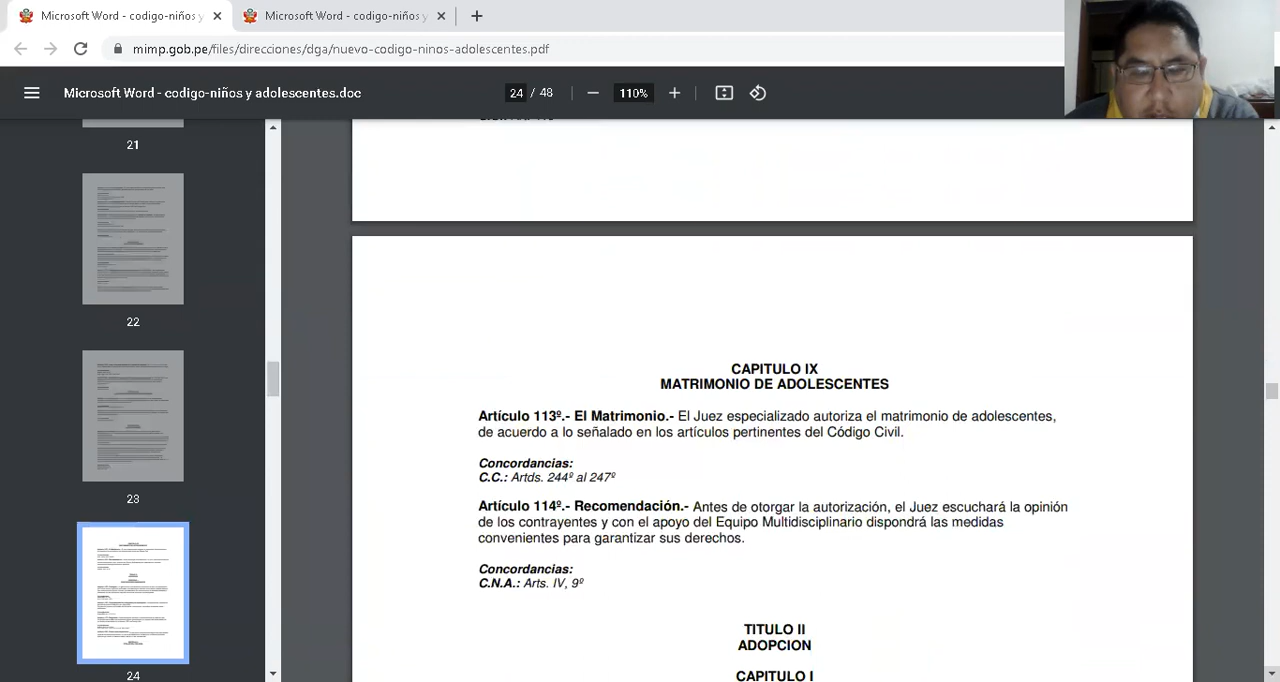 Microsoft Word - codigo-niños y
Microsoft Word - codigo-niños y
mimp.gob.pe/files/direcciones/dga/nuevo-codigo-ninos-adolescentes.pdf
Microsoft Word - codigo-niños y adolescentes.doc
24 / 48
110%
21
22
23
24
CAPITULO IX
MATRIMONIO DE ADOLESCENTES
Artículo 113º.- El Matrimonio.- El Juez especializado autoriza el matrimonio de adolescentes,
de acuerdo a lo señalado en los artículos pertinentes del Código Civil.
Concordancias:
C.C.: Artds. 244º al 247º
Artículo 114º.- Recomendación.- Antes de otorgar la autorización, el Juez escuchará la opinión
de los contrayentes y con el apoyo del Equipo Multidisciplinario dispondrá las medidas
convenientes para garantizar sus derechos.
Concordancias:
C.N.A.: Arts. IV, 9º
TITULO II
ADOPCION
CAPITULO I